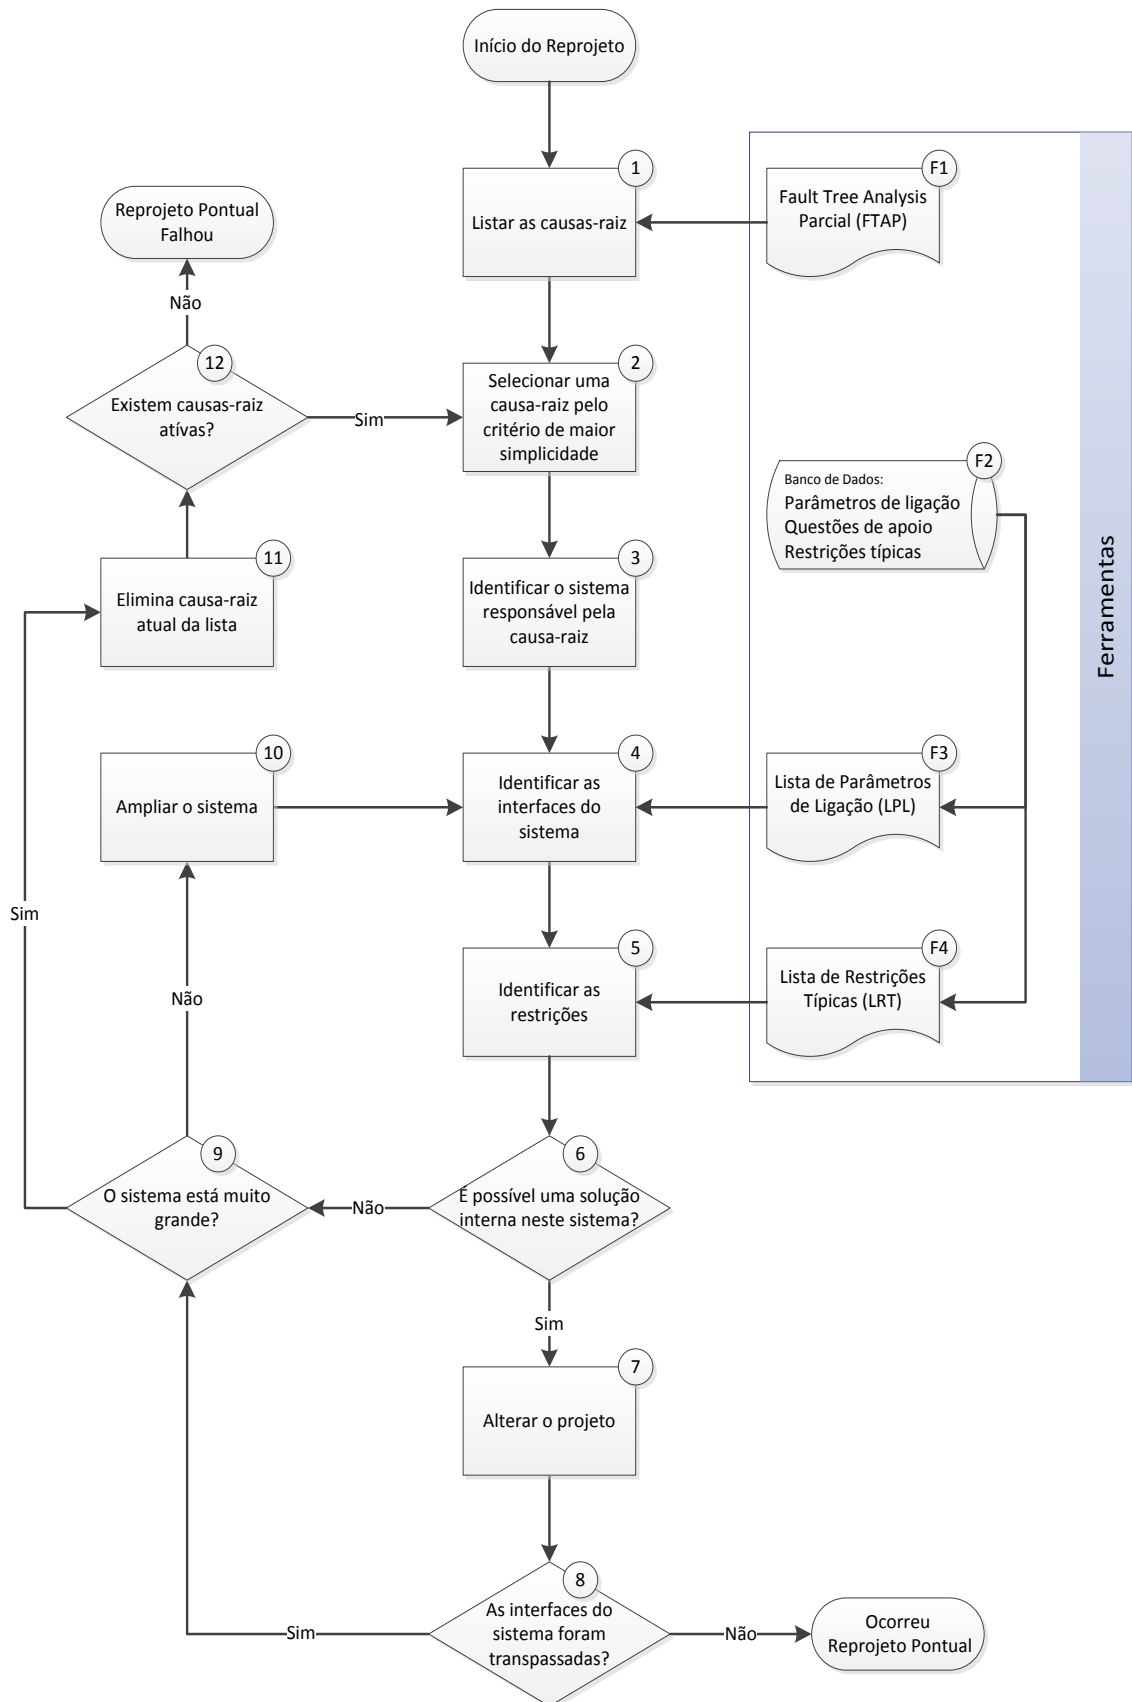 Início do Reprojeto
1
Listar as causas-raiz
F1
Fault Tree Analysis
Parcial (FTAP)
Reprojeto Pontual
Falhou
Não
12
Existem causas-raiz
atívas?
Sim
2
Selecionar uma
causa-raiz pelo
critério de maior
simplicidade
F2
Banco de Dados:
Parâmetros de ligação
Questões de apoio
Restrições típicas
Ferramentas
11
Elimina causa-raiz
atual da lista
3
Identificar o sistema
responsável pela
causa-raiz
10
Ampliar o sistema
4
Identificar as
interfaces do
sistema
F3
Lista de Parâmetros
de Ligação (LPL)
Sim
Não
5
Identificar as
restrições
F4
Lista de Restrições
Típicas (LRT)
9
O sistema está muito
grande?
Não
6
É possível uma solução
interna neste sistema?
Sim
7
Alterar o projeto
8
As interfaces do
sistema foram
transpassadas?
Sim
Não
Ocorreu
Reprojeto Pontual